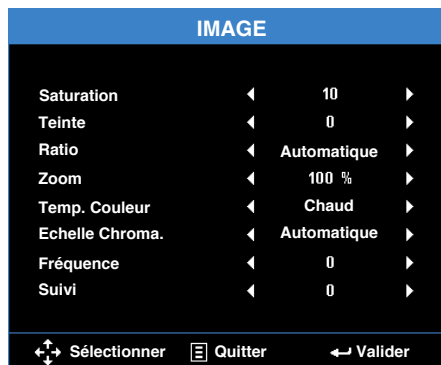 IMAGE
Saturation 10
Teinte 0
Ratio Automatique
Zoom 100 %
Temp. Couleur Chaud
Echelle Chroma. Automatique
Fréquence 0
Suivi 0
Sélectionner Quitter Valider